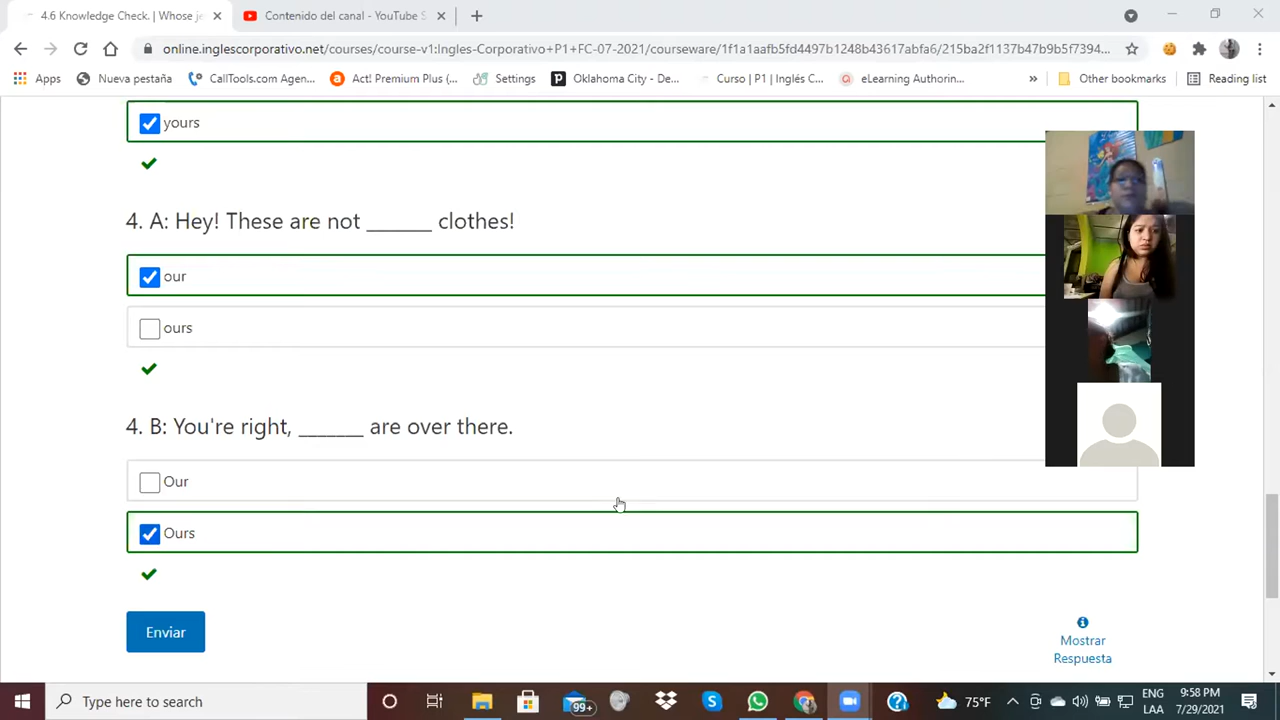 4.6 Knowledge Check. | Whose je
Contenido del canal - YouTube S
online.inglescorporativo.net/courses/course-v1:Ingles-Corporativo+P1+FC-07-2021/courseware/1f1a1aafb5fd4497b1248b43617abfa6/215ba2f1137b47b9b5f7394...
Apps
Nueva pestaña
CallTools.com Agen...
Act! Premium Plus (...
Settings
Oklahoma City - De...
Curso | P1 | Inglés C...
eLearning Authorin...
»
Other bookmarks
Reading list
yours
4. A: Hey! These are not _______ clothes!
our
ours
4. B: You're right, _______ are over there.
Our
Ours
Enviar
Mostrar
Respuesta
Type here to search
99+
75°F
ENG
LAA
9:58 PM
7/29/2021